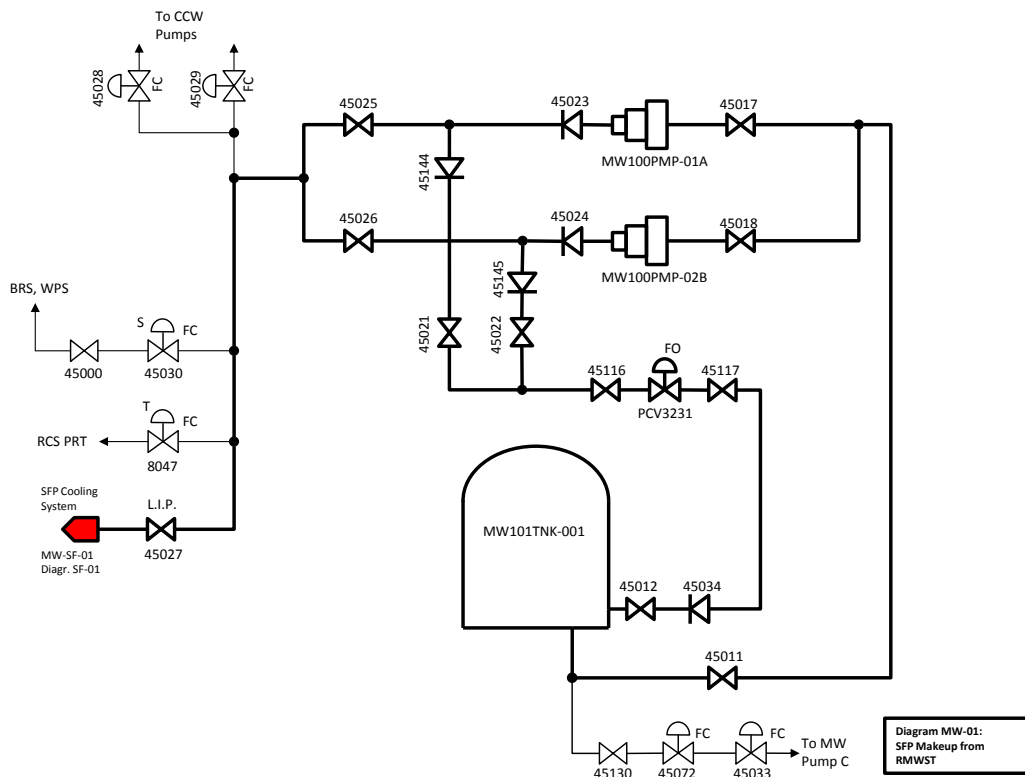 To CCW
Pumps
45028
FC
45029
FC
45025
45023
45017
MW100PMP-01A
45144
45026
45024
45018
MW100PMP-02B
45145
BRS, WPS
S
FC
45021
45022
45000
45030
45116
FO
45117
PCV3231
T
FC
RCS PRT
8047
SFP Cooling
System
L.I.P.
45027
MW-SF-01
Diagr. SF-01
MW101TNK-001
45012
45034
45011
FC
FC
To MW
Pump C
45130
45072
45033
Diagram MW-01:
SFP Makeup from
RMWST